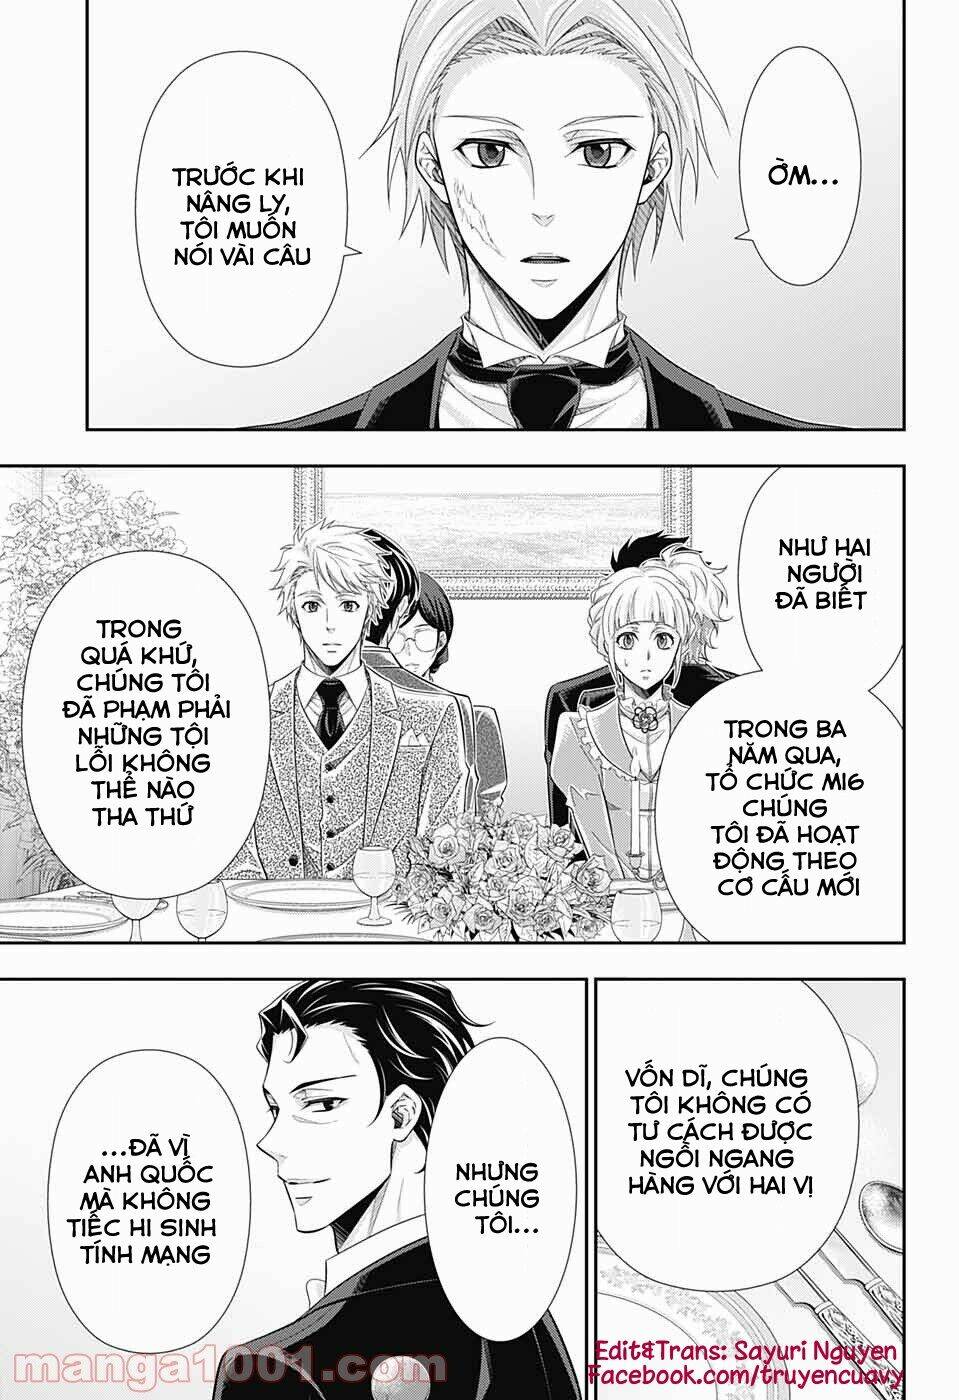 ỜM...
TRƯỚC KHI
NÂNG LY,
TÔI MUỐN
NÓI VÀI CÂU
NHƯ HAI
NGƯỜI
ĐÃ BIẾT
TRONG BA
NĂM QUA,
TỔ CHỨC MI6
CHÚNG
TÔI ĐÃ HOẠT
ĐỘNG THEO
CƠ CẤU MỚI
TRONG
QUÁ KHỨ,
CHÚNG TÔI
ĐÃ PHẠM PHẢI
NHỮNG TỘI
LỖI KHÔNG
THỂ NÀO
THA THỨ
VỐN DĨ, CHÚNG
TÔI KHÔNG CÓ
TƯ CÁCH ĐƯỢC
NGỒI NGANG
HÀNG VỚI HAI VỊ
NHƯNG
CHÚNG
TÔI...
...ĐÃ VÌ
ANH QUỐC
MÀ KHÔNG
TIẾC HI SINH
TÍNH MẠNG
manga1001.com
Edit&Trans: Sayuri Nguyen
Facebook.com/truyencuavy